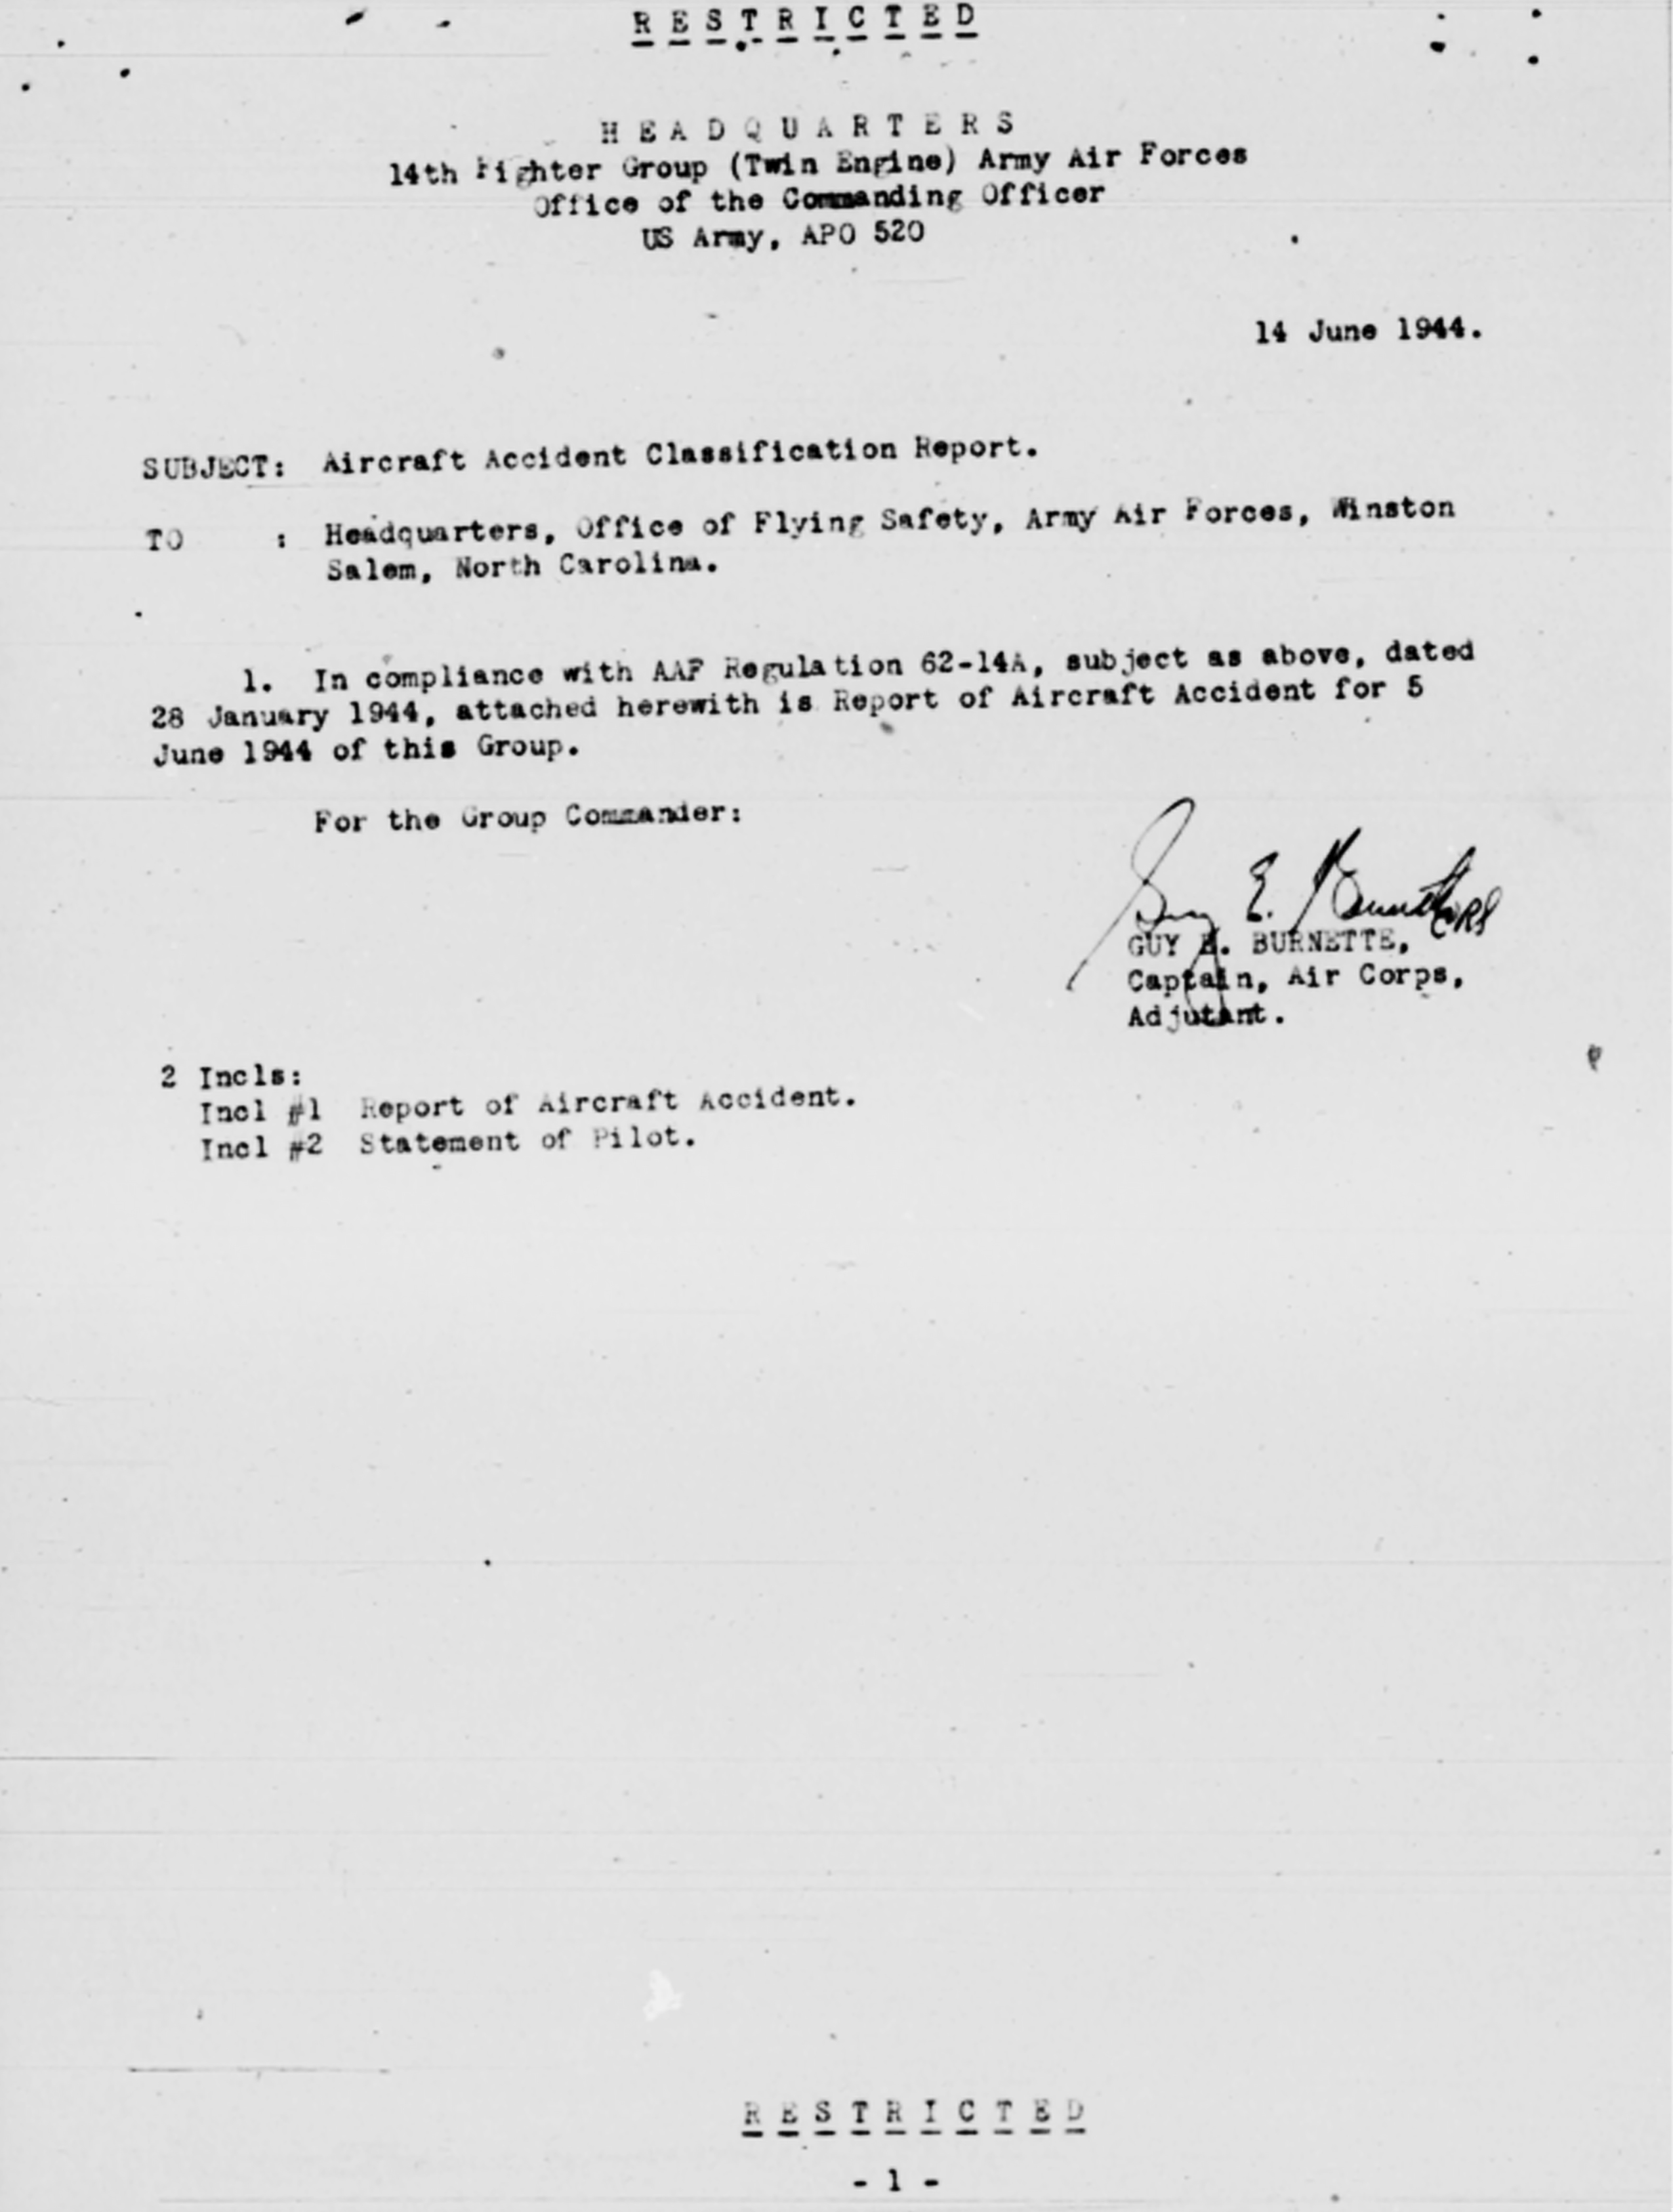 R E S T R I C T E D
H E A D Q U A R T E R S
14th Fighter Group (Twin Engine) Army Air Forces
Office of the Commanding Officer
US Army, APO 520
14 June 1944.
SUBJECT: Aircraft Accident Classification Report.
TO : Headquarters, Office of Flying Safety, Army Air Forces, Winston
Salem, North Carolina.
1. In compliance with AAF Regulation 62-14A, subject as above, dated
28 January 1944, attached herewith is Report of Aircraft Accident for 5
June 1944 of this Group.
For the Group Commander:
Guy E. Burnette
GUY E. BURNETTE,
Captain, Air Corps,
Adjutant.
2 Incls:
Incl #1 Report of Aircraft Accident.
Incl #2 Statement of Pilot.
R E S T R I C T E D
- 1 -